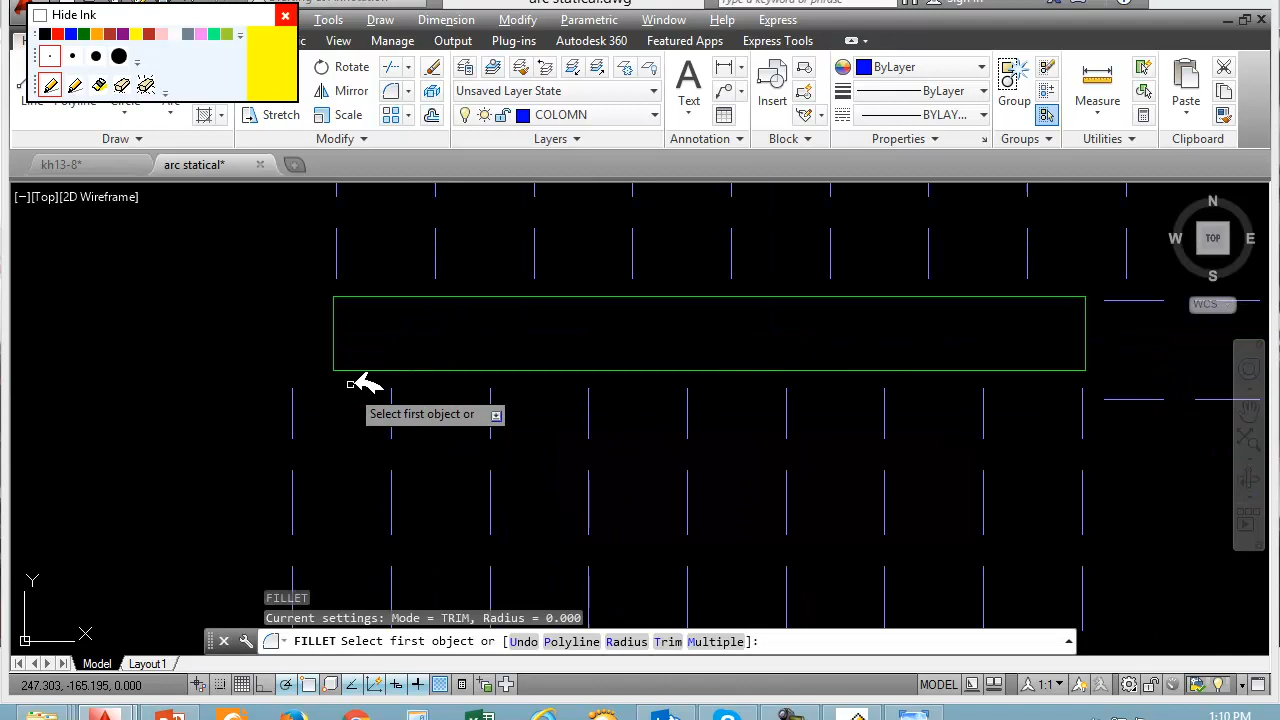 arc statical.dwg
Hide Ink
Draw Dimension Modify Parametric Window Help Express
View Manage Output Plug-ins Autodesk 360 Featured Apps Express Tools
Rotate
Mirror
Stretch Scale
Draw
Modify
Unsaved Layer State
COLOMN
Layers
Text
Annotation
Insert
Block
ByLayer
ByLayer
BYLAY...
Properties
Group
Groups
Measure
Utilities
Paste
Clipboard
kh13-8* arc statical*
[−][Top][2D Wireframe]
N
W TOP E
S
WCS
Select first object or
Y
X
FILLET
Current settings: Mode = TRIM, Radius = 0.000
FILLET Select first object or [Undo Polyline Radius Trim Multiple]:
Model Layout1
247.303, -165.195, 0.000 MODEL 1:1
1:10 PM